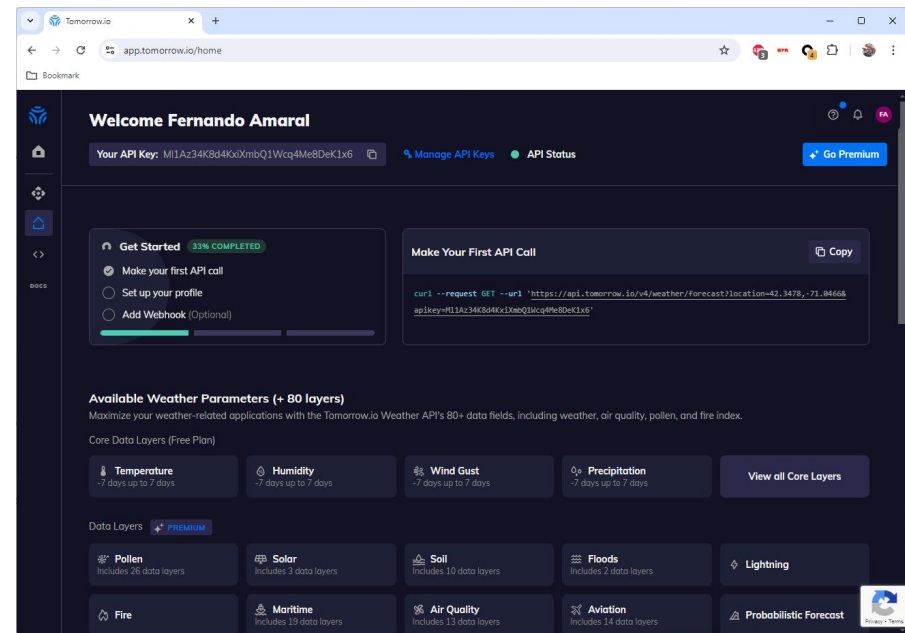 Tomorrow.io
app.tomorrow.io/home
Bookmark
Welcome Fernando Amaral
FA
Your API Key: Ml1Az34K8d4KxiXmbQ1Wcq4Me8DeK1x6
Manage API Keys
API Status
Go Premium
Get Started 33% COMPLETED
Make your first API call
Set up your profile
Add Webhook (Optional)
DOCS
Make Your First API Call
Copy
curl --request GET --url 'https://api.tomorrow.io/v4/weather/forecast?location=42.3478,-71.0466&
apikey=Ml1Az34K8d4KxiXmbQ1Wcq4Me8DeK1x6'
Available Weather Parameters (+ 80 layers)
Maximize your weather-related applications with the Tomorrow.io Weather API's 80+ data fields, including weather, air quality, pollen, and fire index.
Core Data Layers (Free Plan)
Temperature
-7 days up to 7 days
Humidity
-7 days up to 7 days
Wind Gust
-7 days up to 7 days
Precipitation
-7 days up to 7 days
View all Core Layers
Data Layers PREMIUM
Pollen
Includes 26 data layers
Solar
Includes 3 data layers
Soil
Includes 10 data layers
Floods
Includes 2 data layers
Lightning
Fire
Maritime
Includes 19 data layers
Air Quality
Includes 13 data layers
Aviation
Includes 14 data layers
Probabilistic Forecast
Privacy - Terms